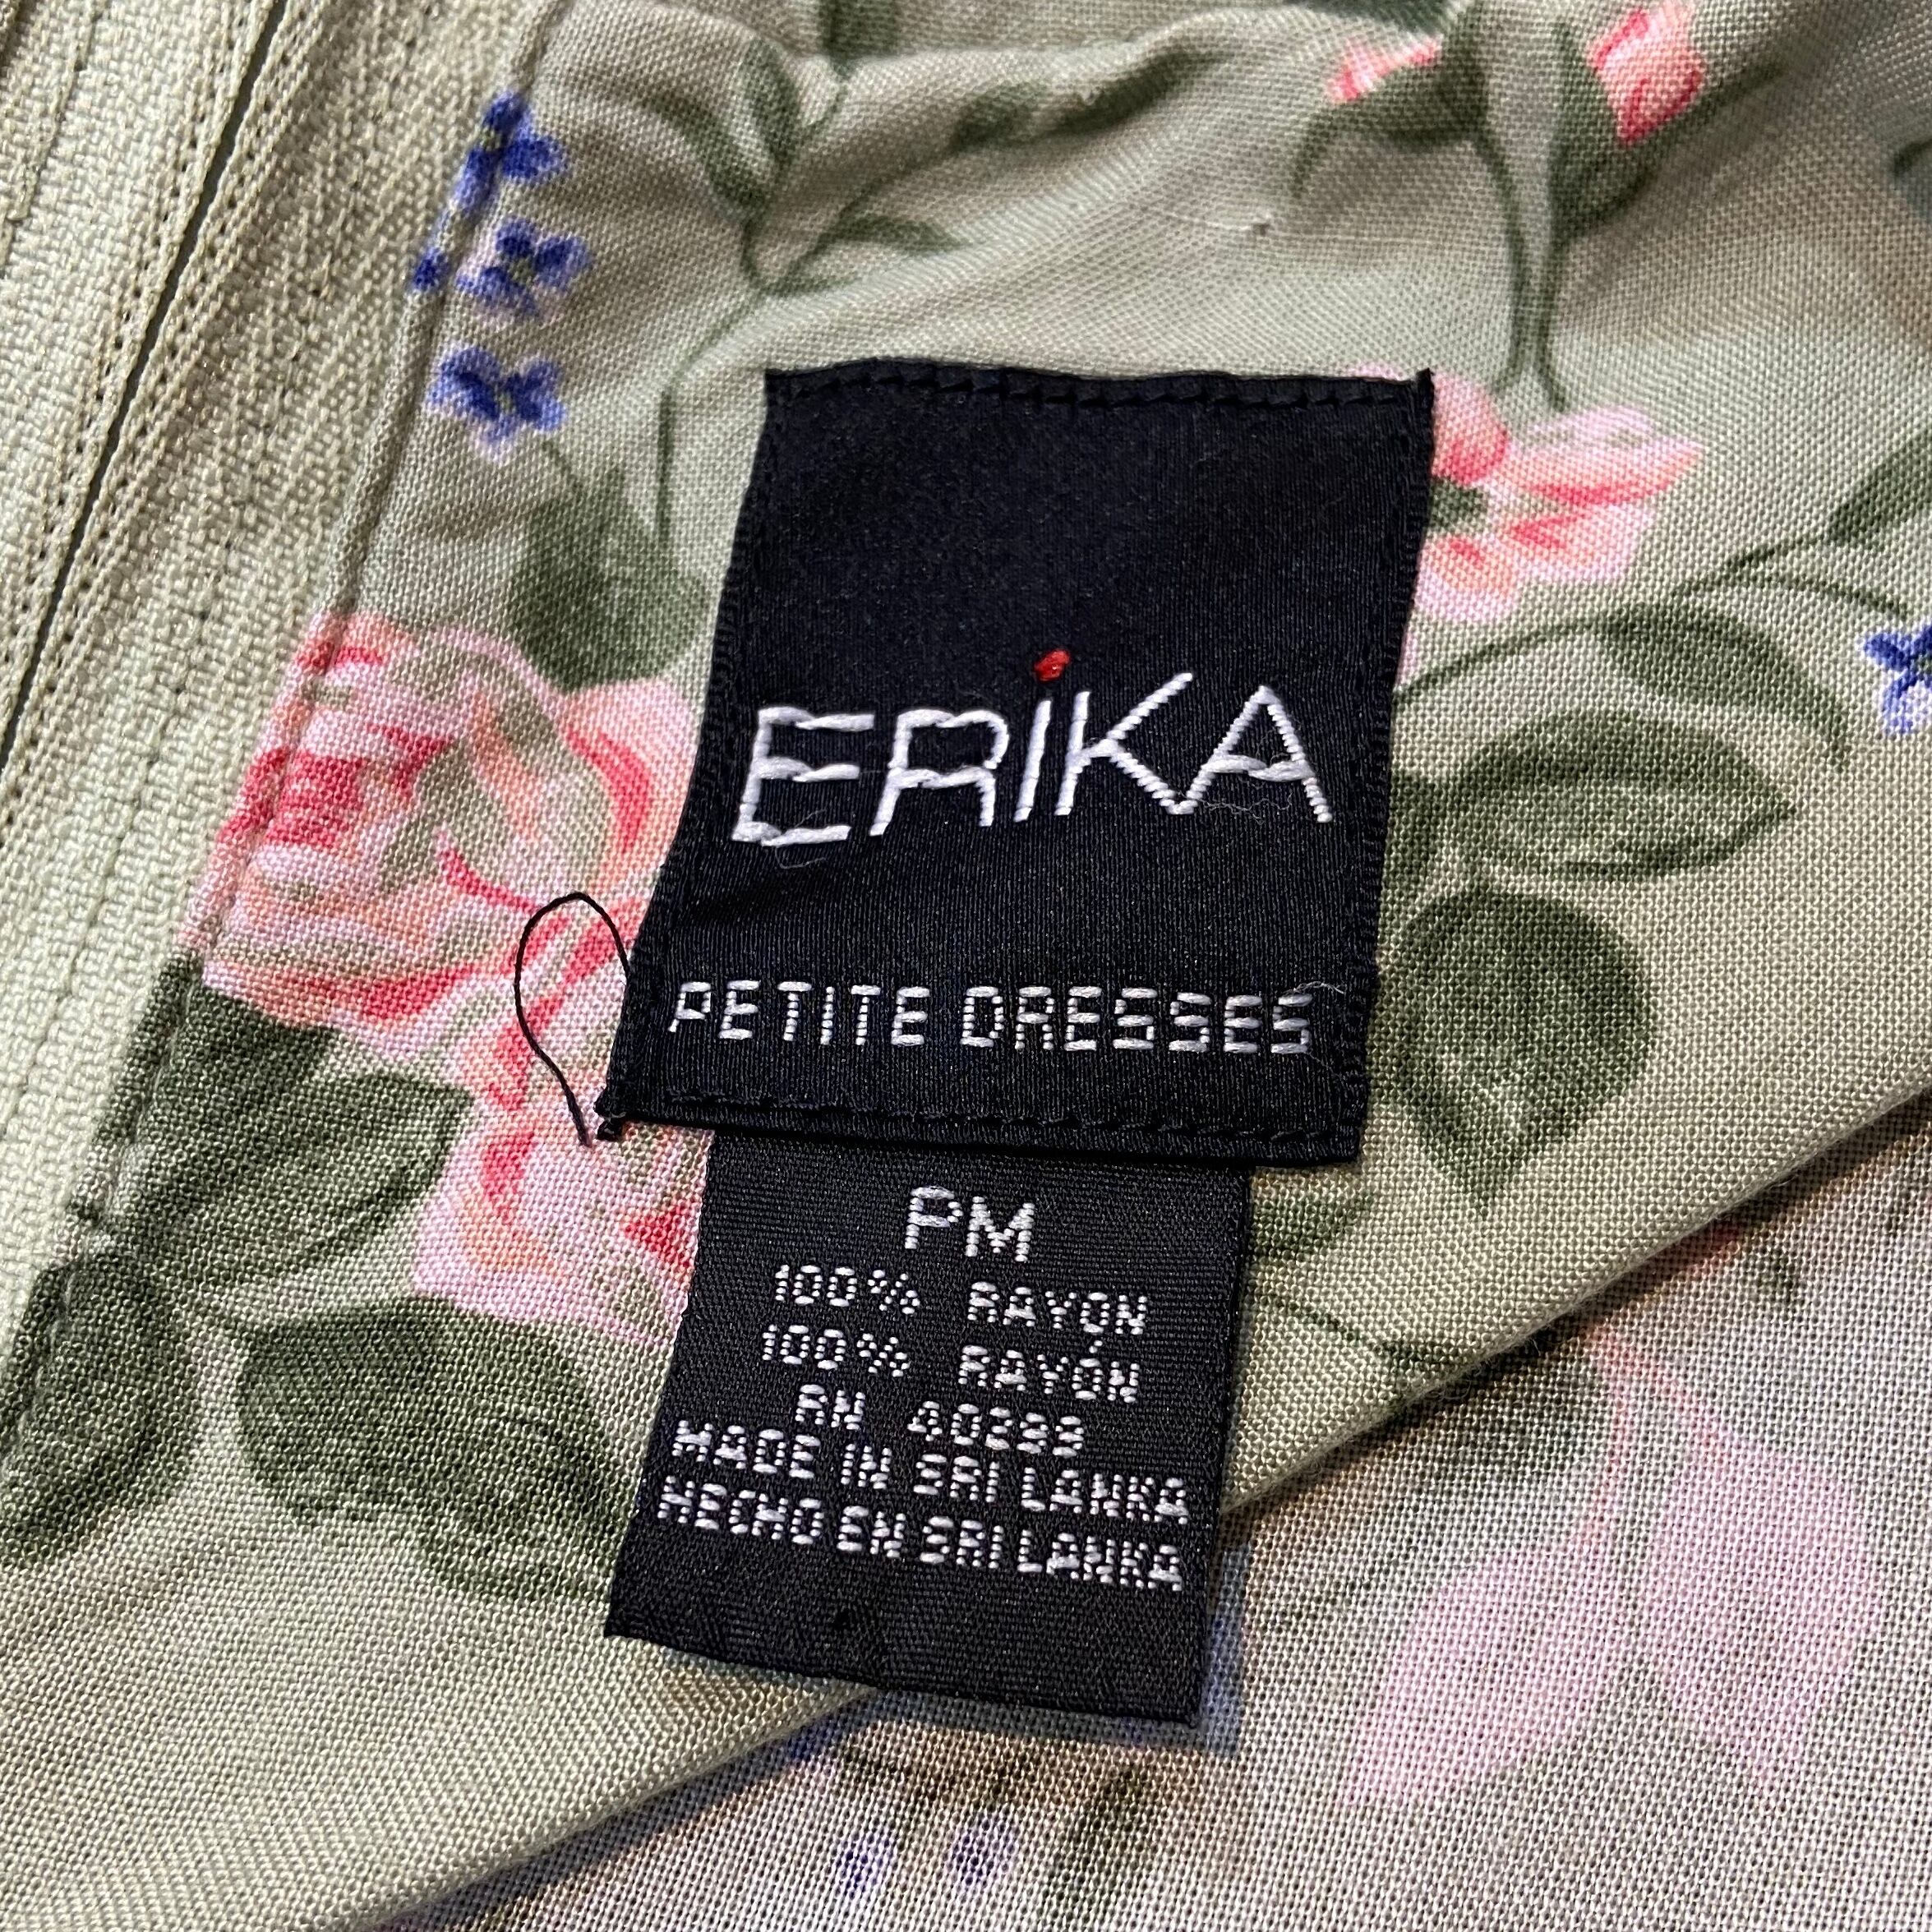 ERiKA
PETITE DRESSES
PM
100% RAYON
100% RAYÓN
RN 40299
MADE IN SRI LANKA
HECHO EN SRI LANKA